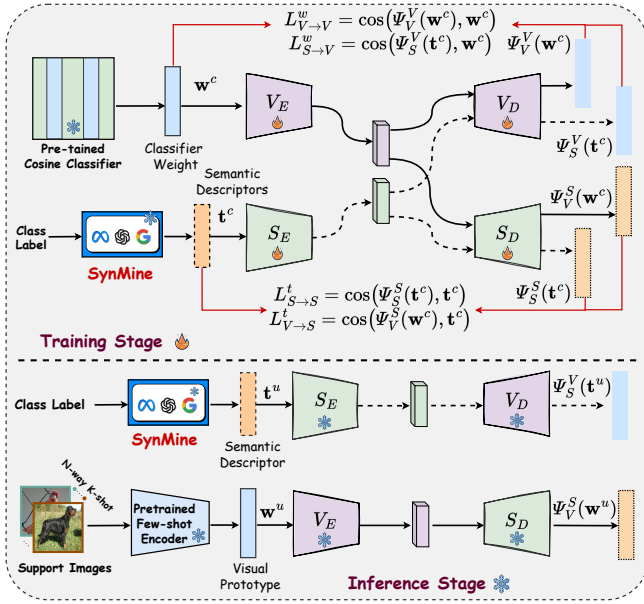 L^w_{V→V} = cos(Ψ^V_V(w^c), w^c)
L^w_{S→V} = cos(Ψ^V_S(t^c), w^c)
Ψ^V_V(w^c)
w^c
V_E
V_D
Pre-tained
Cosine Classifier
Classifier
Weight
Ψ^V_S(t^c)
Semantic
Descriptors
Ψ^S_V(w^c)
t^c
Class
Label
G
S_E
S_D
SynMine
Ψ^S_S(t^c)
L^t_{S→S} = cos(Ψ^S_S(t^c), t^c)
L^t_{V→S} = cos(Ψ^S_V(w^c), t^c)
Training Stage
Class Label
G
SynMine
t^u
S_E
V_D
Ψ^V_S(t^u)
Semantic
Descriptor
N-way K-shot
Support Images
Pretrained
Few-shot
Encoder
w^u
V_E
S_D
Ψ^S_V(w^u)
Visual
Prototype
Inference Stage